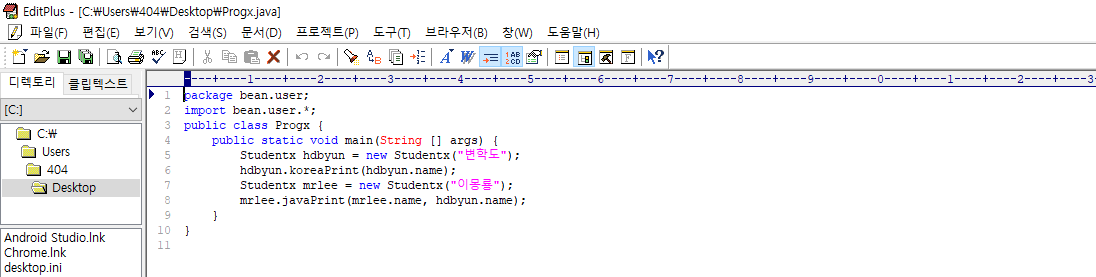 EditPlus - [C:₩Users₩404₩Desktop₩Progx.java]
파일(F) 편집(E) 보기(V) 검색(S) 문서(D) 프로젝트(P) 도구(T) 브라우저(B) 창(W) 도움말(H)
디렉토리 클립텍스트
[C:]
C:₩
Users
404
Desktop
Android Studio.lnk
Chrome.lnk
desktop.ini
----+----1----+----2----+----3----+----4----+----5----+----6----+----7----+----8----+----9----+----0----+----1----+----2----+----3
1 package bean.user;
2 import bean.user.*;
3 public class Progx {
4 public static void main(String [] args) {
5 Studentx hdbyun = new Studentx("변학도");
6 hdbyun.koreaPrint(hdbyun.name);
7 Studentx mrlee = new Studentx("이몽룡");
8 mrlee.javaPrint(mrlee.name, hdbyun.name);
9 }
10 }
11